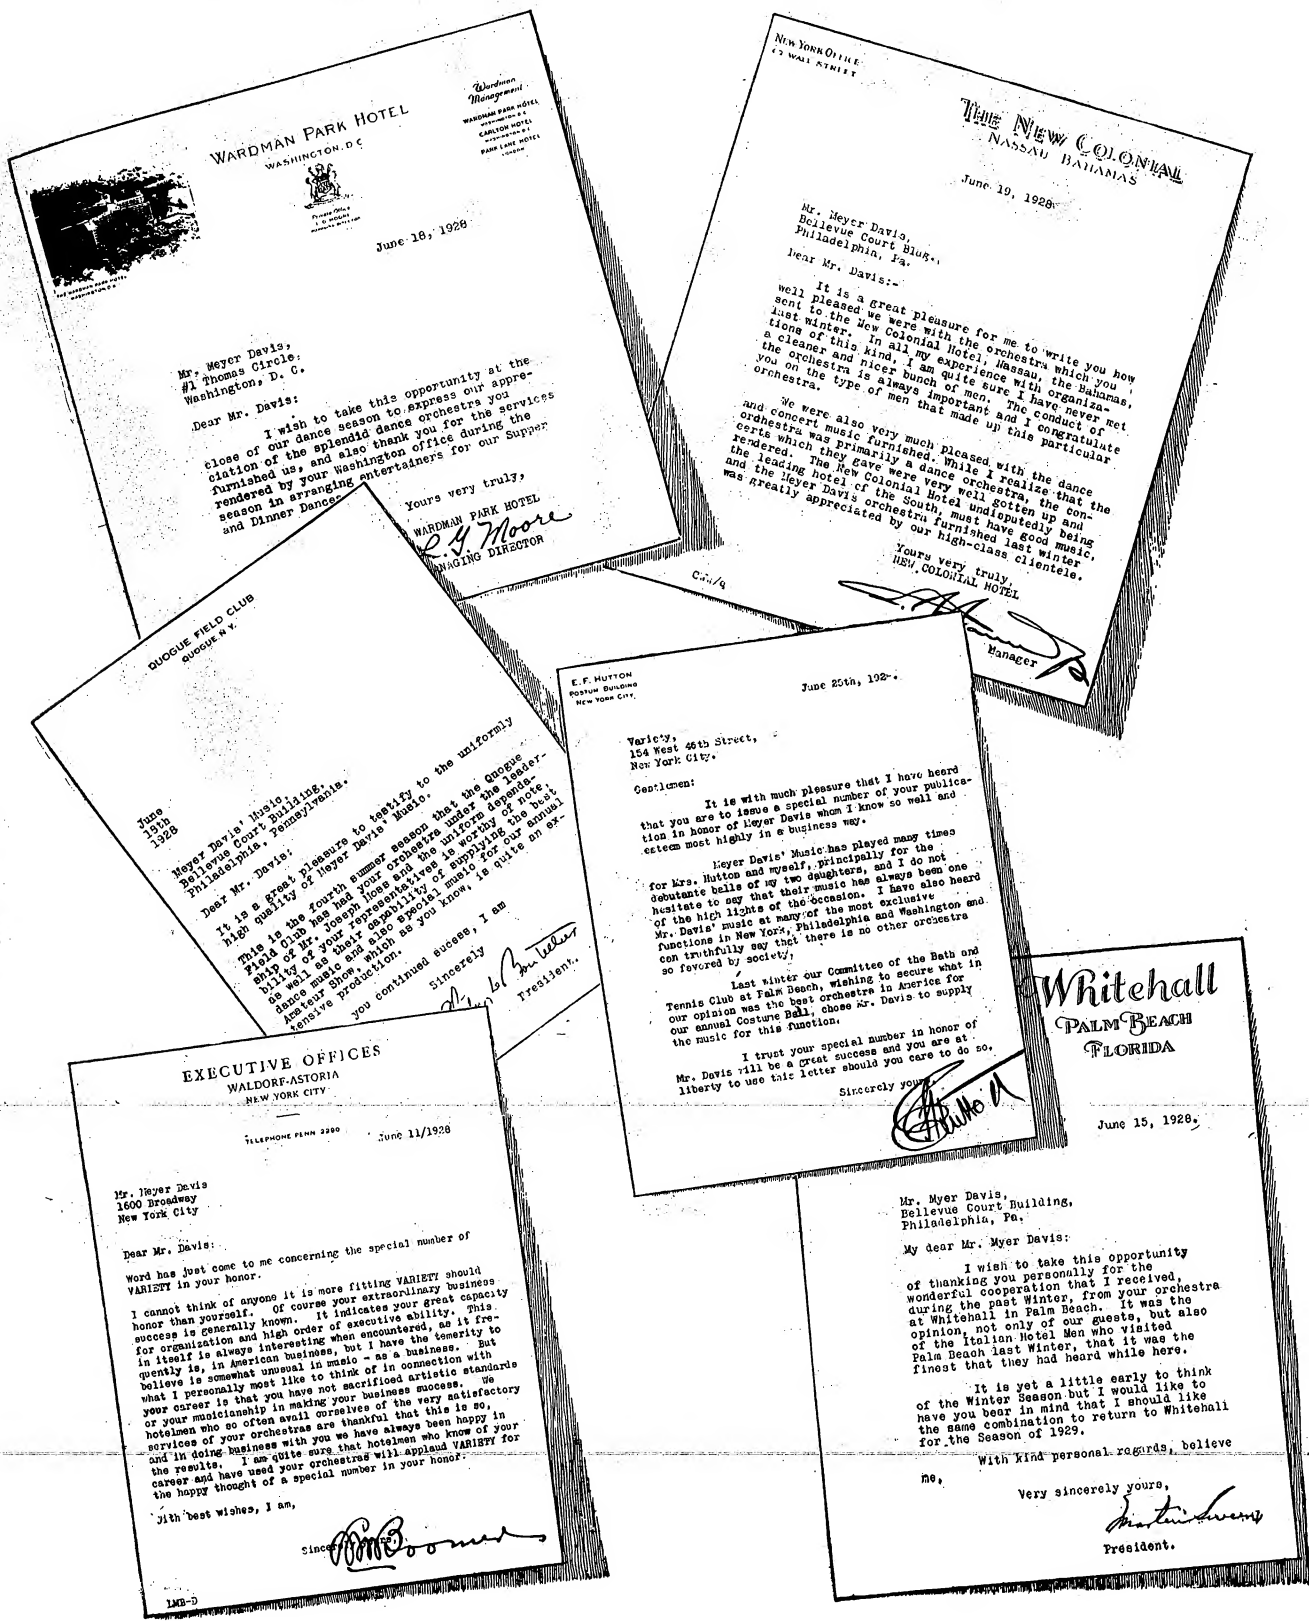 WARDMAN PARK HOTEL
WASHINGTON, D C
Wardman
Management
WARDMAN PARK HOTEL
WASHINGTON D C
CARLTON HOTEL
WASHINGTON D C
PARK LANE HOTEL
LONDON
Private Office
THE WARDMAN PARK HOTEL
WASHINGTON, D.C.
June 18, 1928
Mr. Meyer Davis,
#1 Thomas Circle,
Washington, D. C.
Dear Mr. Davis:
I wish to take this opportunity at the
close of our dance season to express our appre-
ciation of the splendid dance orchestra you
furnished us, and also thank you for the services
rendered by your Washington office during the
season in arranging entertainers for our Supper
and Dinner Dances
Yours very truly,
WARDMAN PARK HOTEL
L. G Moore
NAGING DIRECTOR
NEW YORK OFFICE
67 WALL STREET
THE NEW COLONIAL
NASSAU BAHAMAS
June 19, 1928.
Mr. Meyer Davis,
Bellevue Court Bldg.,
Philadelphia, Pa.
Dear Mr. Davis:-
It is a great pleasure for me to write you how
well pleased we were with the orchestra which you
sent to the New Colonial Hotel, Nassau, the Bahamas,
last winter. In all my experience with organiza-
tions of this kind, I am quite sure I have never met
a cleaner and nicer bunch of men. The conduct of
the orchestra is always important and I congratulate
you on the type of men that made up this particular
orchestra.
We were also very much pleased with the dance
and concert music furnished. While I realize that the
ordhestra was primarily a dance orchestra, the con-
certs which they gave were very well gotten up and
rendered. The New Colonial Hotel undisputedly being
the leading hotel of the South, must have good music,
and the Meyer Davis orchestra furnished last winter
was greatly appreciated by our high-class clientele.
Yours very truly,
NEW COLONIAL HOTEL
Manager
QUOGUE FIELD CLUB
QUOGUE, N Y.
June
19th
1928
Meyer Davis' Music,
Bellevue Court Building,
Philadelphia, Pennsylvania.
Dear Mr. Davis:
It is a great pleasure to testify to the uniformly
high quality of Meyer Davis' Music.
This is the fourth summer season that the Quogue
Field Club has had your orchestra under the leader-
ship of Mr. Joseph Moss and the uniform dependa-
bility of your representatives is worthy of note,
as well as their capability of supplying the best
dance music and also special music for our annual
Amateur Show, which as you know, is quite an ex-
tensive production.
you continued success, I am
Sincerely
President.
E. F. HUTTON
POSTUM BUILDING
NEW YORK CITY
June 25th, 192
Variety,
154 West 46th Street,
New York City.
Gentlemen:
It is with much pleasure that I have heard
that you are to issue a special number of your publica-
tion in honor of Meyer Davis whom I know so well and
esteem most highly in a business way.
Meyer Davis' Music has played many times
for Mrs. Hutton and myself, principally for the
debutante balls of my two daughters, and I do not
hesitate to say that their music has always been one
of the high lights of the occasion. I have also heard
Mr. Davis' music at many of the most exclusive
functions in New York, Philadelphia and Washington and
can truthfully say that there is no other orchestra
so favored by society.
Last winter our Committee of the Bath and
Tennis Club at Palm Beach, wishing to secure what in
our opinion was the best orchestra in America for
our annual Costume Ball, chose Mr. Davis to supply
the music for this function.
I trust your special number in honor of
Mr. Davis will be a great success and you are at
liberty to use this letter should you care to do so.
Sincerely yours,
EFHutton
EXECUTIVE OFFICES
WALDORF-ASTORIA
NEW YORK CITY
TELEPHONE PENN 2280
June 11/1928
Mr. Meyer Davis
1600 Broadway
New York City
Dear Mr. Davis:
Word has just come to me concerning the special number of
VARIETY in your honor.
I cannot think of anyone it is more fitting VARIETY should
honor than yourself. Of course your extraordinary business
success is generally known. It indicates your great capacity
for organization and high order of executive ability. This
in itself is always interesting when encountered, as it fre-
quently is, in American business, but I have the temerity to
believe is somewhat unusual in music - as a business. But
what I personally most like to think of in connection with
your career is that you have not sacrificed artistic standards
or your musicianship in making your business success. We
hotelmen who so often avail ourselves of the very satisfactory
services of your orchestras are thankful that this is so,
and in doing business with you we have always been happy in
the results. I am quite sure that hotelmen who know of your
career and have used your orchestras will applaud VARIETY for
the happy thought of a special number in your honor.
With best wishes, I am,
LMBoomer
LMB-D
Whitehall
PALM BEACH
FLORIDA
June 15, 1928.
Mr. Myer Davis,
Bellevue Court Building,
Philadelphia, Pa.
My dear Mr. Myer Davis:
I wish to take this opportunity
of thanking you personally for the
wonderful cooperation that I received,
during the past Winter, from your orchestra
at Whitehall in Palm Beach. It was the
opinion, not only of our guests, but also
of the Italian Hotel Men who visited
Palm Beach last Winter, that it was the
finest that they had heard while here.
It is yet a little early to think
of the Winter Season but I would like to
have you bear in mind that I should like
the same combination to return to Whitehall
for the Season of 1929.
With kind personal regards, believe
me,
Very sincerely yours,
Martin Sweeny
President.